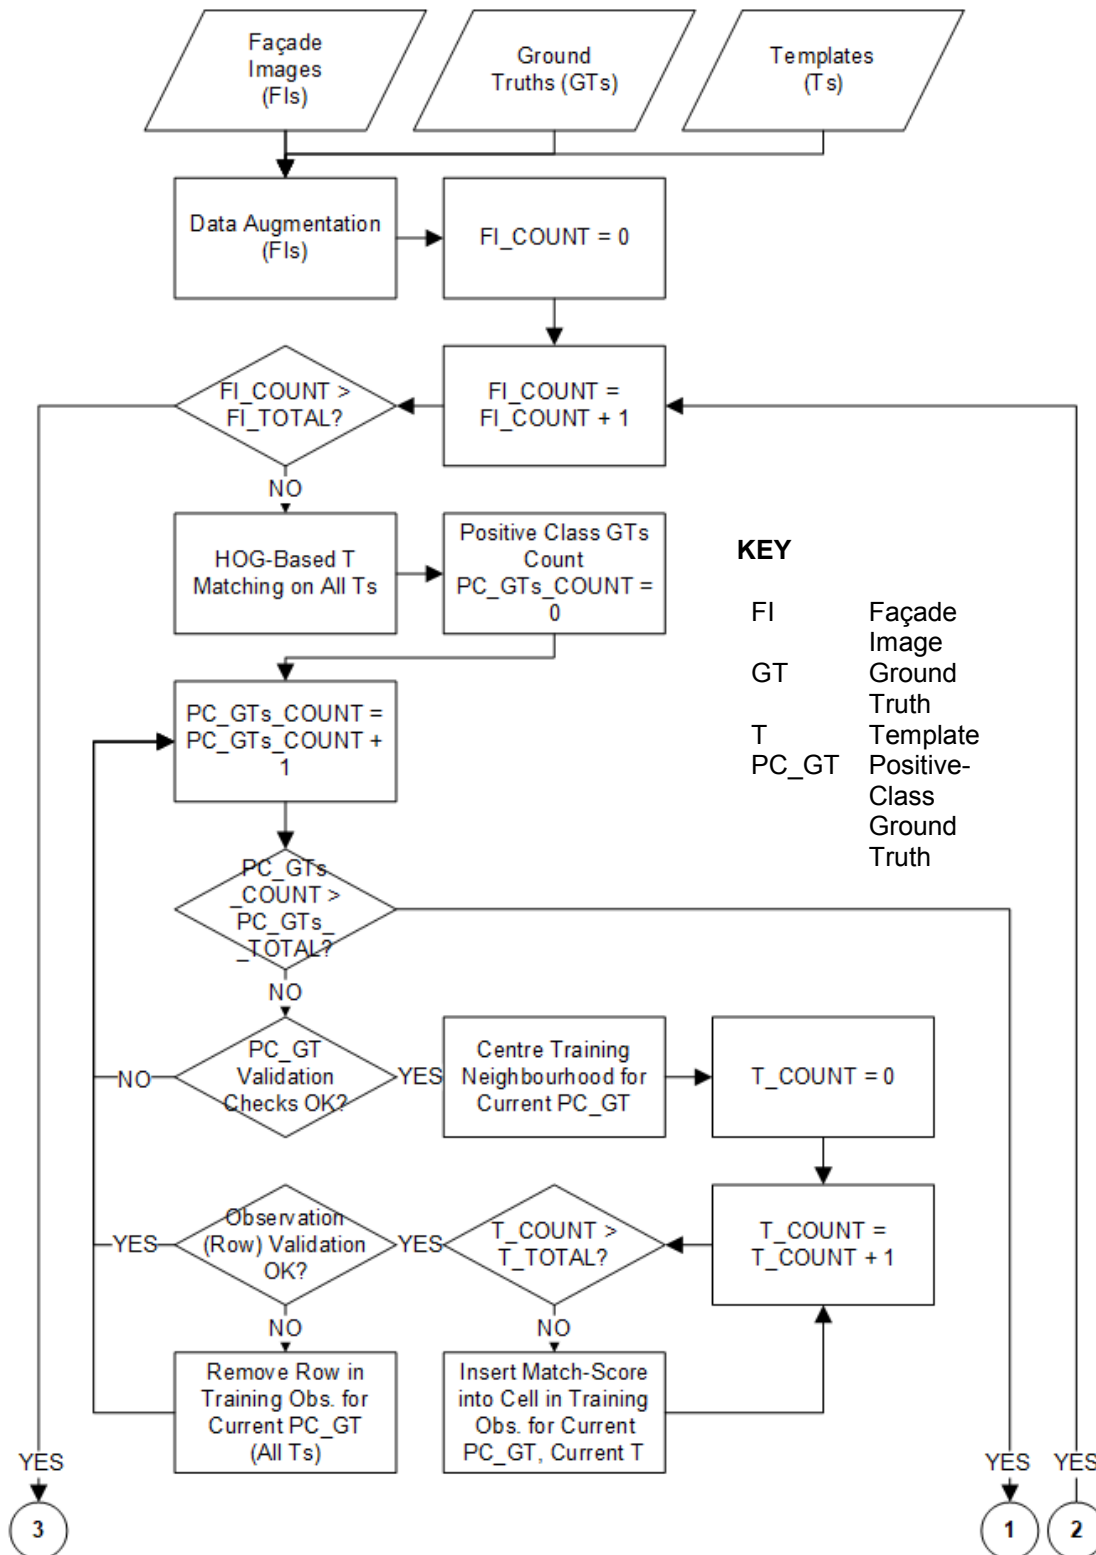 Façade
Images
(FIs)
Ground
Truths (GTs)
Templates
(Ts)
Data Augmentation
(FIs)
FI_COUNT = 0
FI_COUNT >
FI_TOTAL?
FI_COUNT =
FI_COUNT + 1
NO
HOG-Based T
Matching on All Ts
Positive Class GTs
Count
PC_GTs_COUNT =
0
KEY
FI Façade
Image
GT Ground
Truth
T Template
PC_GT Positive-
Class
Ground
Truth
PC_GTs_COUNT =
PC_GTs_COUNT +
1
PC_GTs
_COUNT >
PC_GTs_
_TOTAL?
NO
PC_GT
Validation
Checks OK?
NO
YES
Centre Training
Neighbourhood for
Current PC_GT
T_COUNT = 0
YES
Observation
(Row) Validation
OK?
YES
T_COUNT >
T_TOTAL?
T_COUNT =
T_COUNT + 1
NO
NO
Remove Row in
Training Obs. for
Current PC_GT
(All Ts)
Insert Match-Score
into Cell in Training
Obs. for Current
PC_GT, Current T
YES
YES
YES
3
1
2